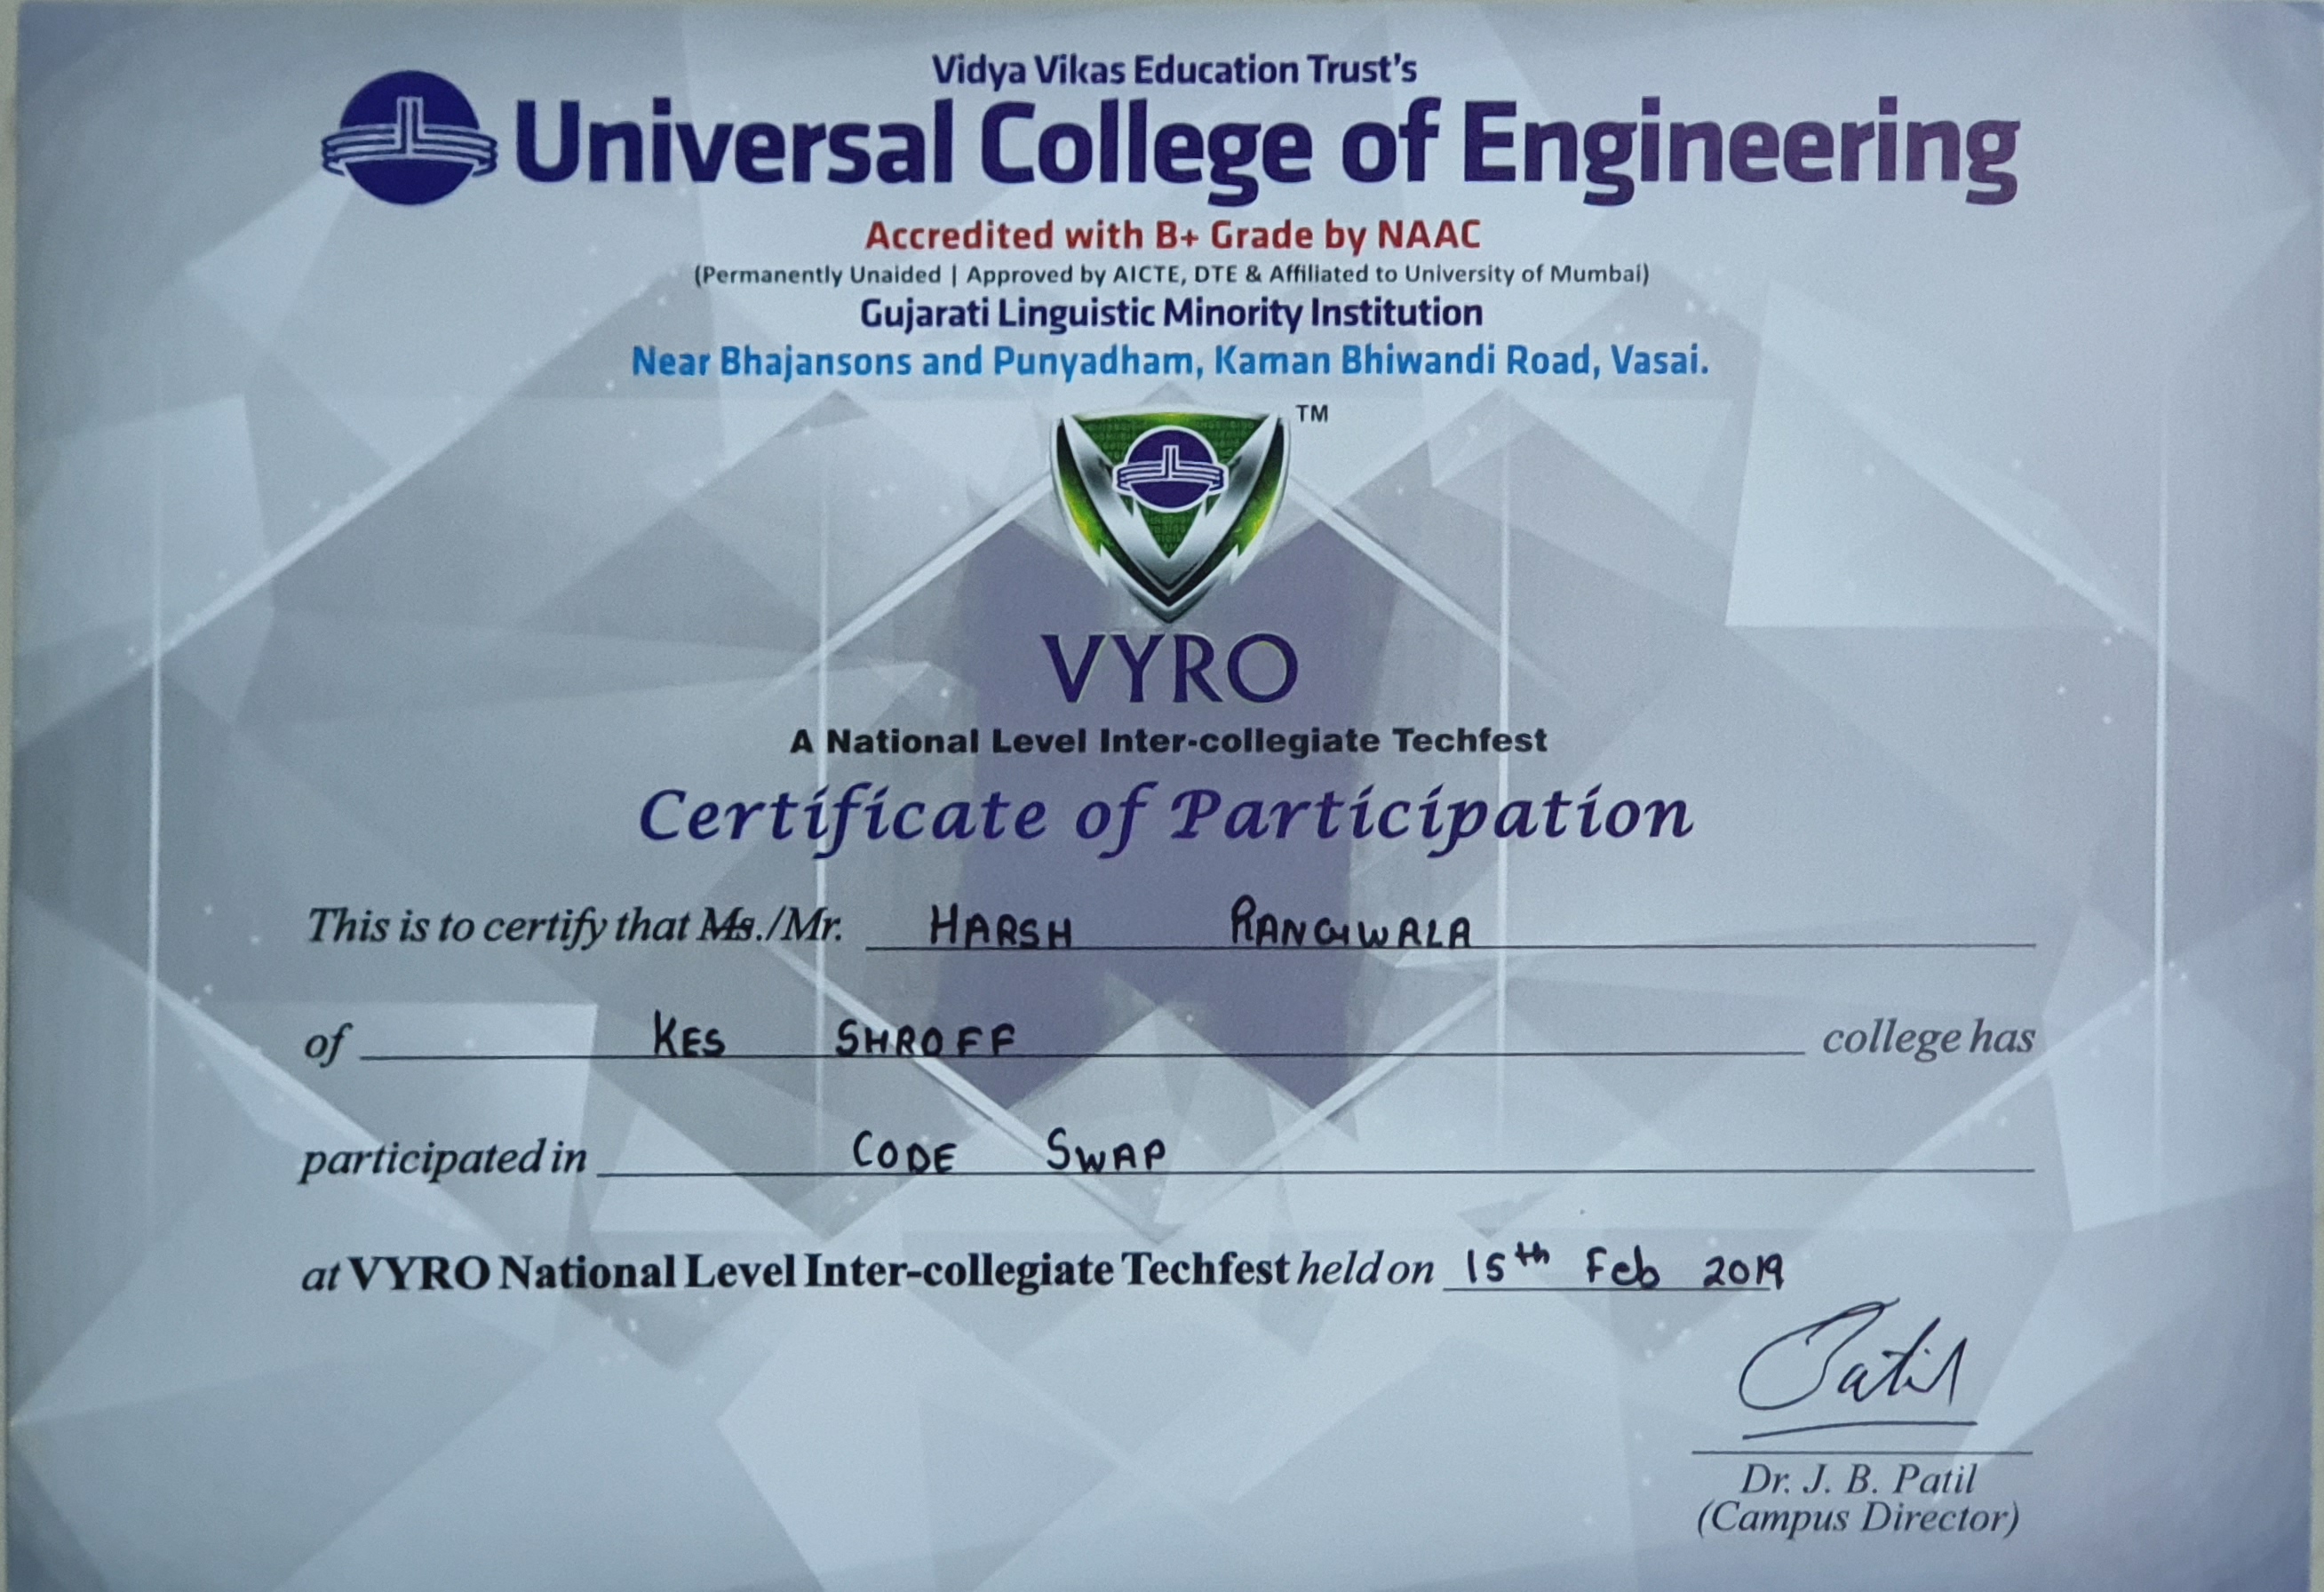 Vidya Vikas Education Trust's
Universal College of Engineering
Accredited with B+ Grade by NAAC
(Permanently Unaided | Approved by AICTE, DTE & Affiliated to University of Mumbai)
Gujarati Linguistic Minority Institution
Near Bhajansons and Punyadham, Kaman Bhiwandi Road, Vasai.
TM
VYRO
A National Level Inter-collegiate Techfest
Certificate of Participation
This is to certify that Ms./Mr. HARSH RANGWALA
of KES SHROFF college has
participated in CODE SWAP
at VYRO National Level Inter-collegiate Techfest held on 15th Feb 2019
Patil
Dr. J. B. Patil
(Campus Director)